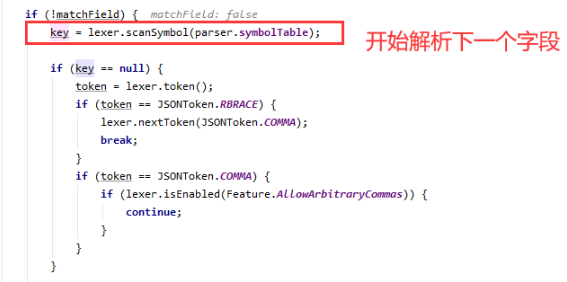 if (!matchField) {  matchField: false
key = lexer.scanSymbol(parser.symbolTable);
开始解析下一个字段
if (key == null) {
token = lexer.token();
if (token == JSONToken.RBRACE) {
lexer.nextToken(JSONToken.COMMA);
break;
}
if (token == JSONToken.COMMA) {
if (lexer.isEnabled(Feature.AllowArbitraryCommas)) {
continue;
}
}
}